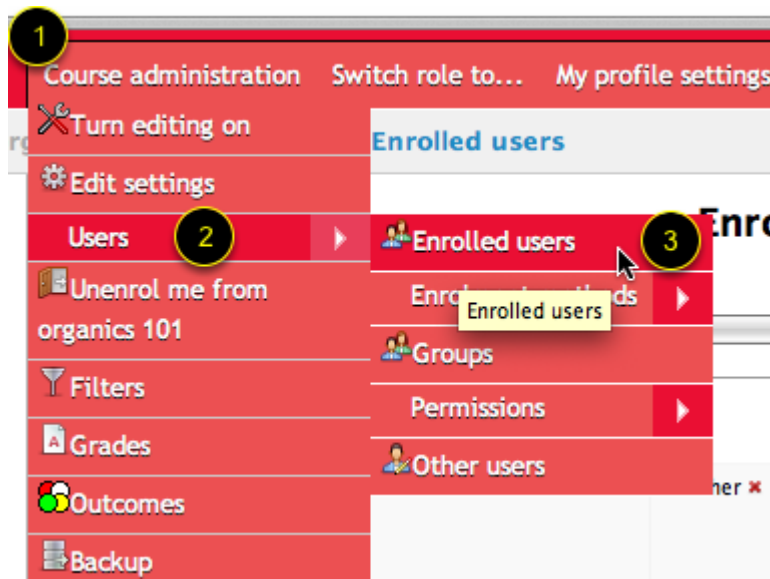 1
Course administration Switch role to... My profile settings
Turn editing on
Enrolled users
Edit settings
Users 2
Enrolled users 3
Unenrol me from
organics 101
Enrolled users
Groups
Filters
Permissions
Grades
Other users
Outcomes
Backup